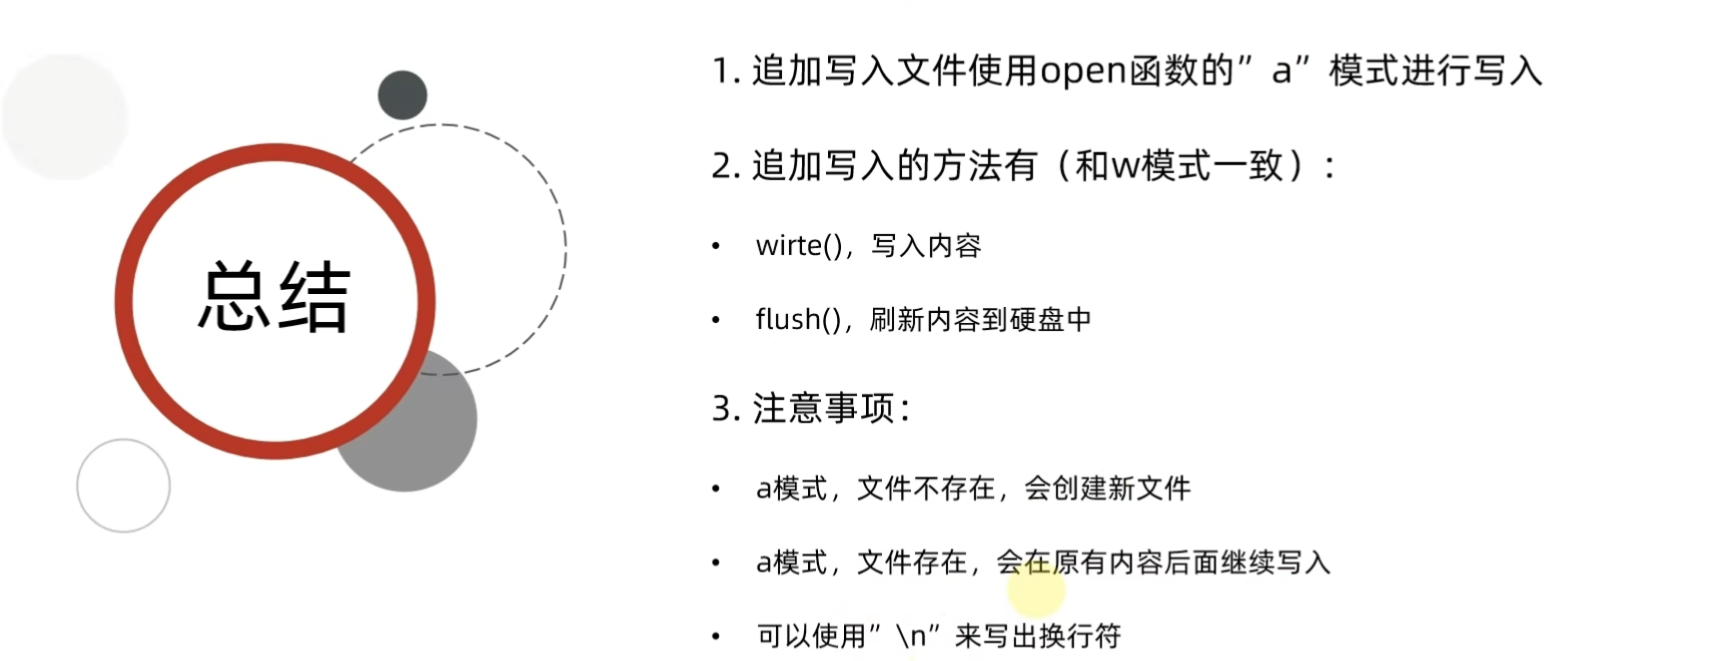 总结
1. 追加写入文件使用open函数的”a”模式进行写入
2. 追加写入的方法有（和w模式一致）：
• wirte()，写入内容
• flush()，刷新内容到硬盘中
3. 注意事项：
• a模式，文件不存在，会创建新文件
• a模式，文件存在，会在原有内容后面继续写入
• 可以使用”\n”来写出换行符